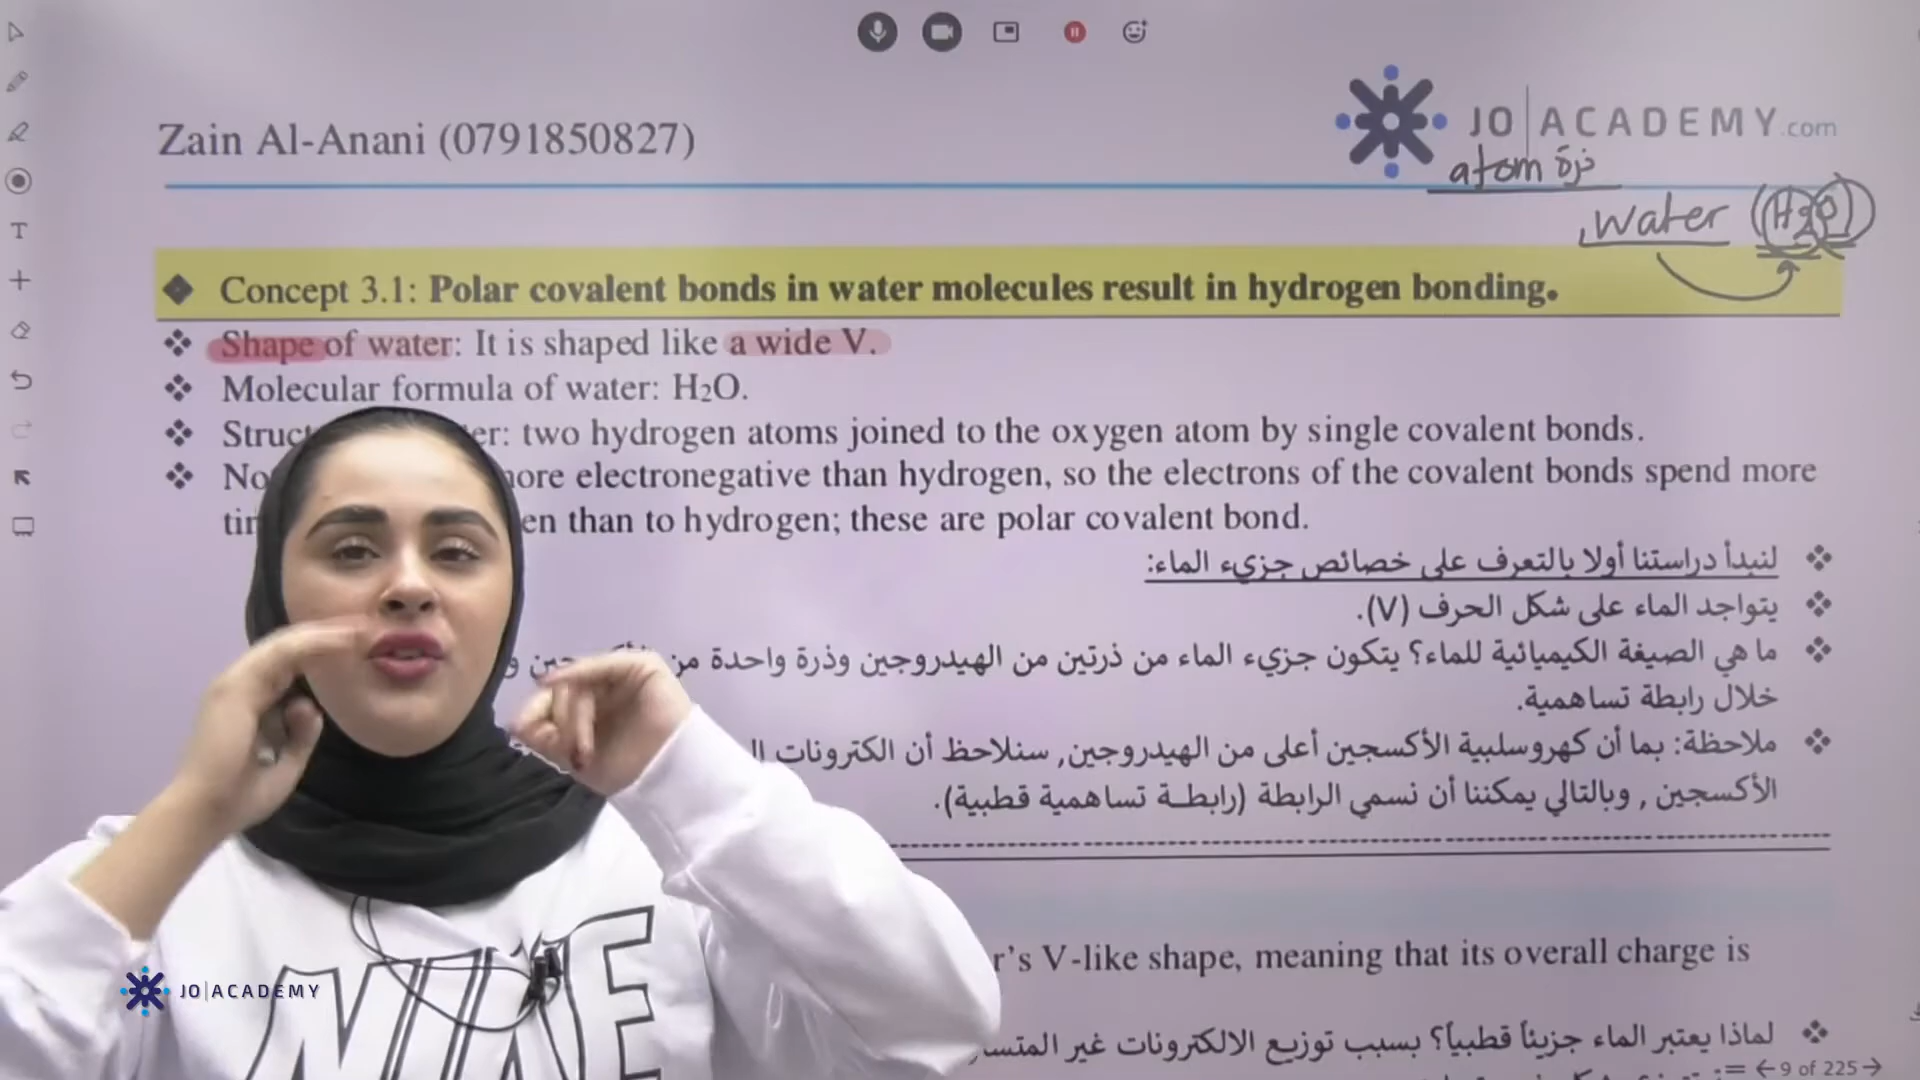 Zain Al-Anani (0791850827)
JO ACADEMY.com
atom ذرة
water (H2O)
Concept 3.1: Polar covalent bonds in water molecules result in hydrogen bonding.
Shape of water: It is shaped like a wide V.
Molecular formula of water: H2O.
er: two hydrogen atoms joined to the oxygen atom by single covalent bonds.
electronegative than hydrogen, so the electrons of the covalent bonds spend more
than to hydrogen; these are polar covalent bond.
لنبدأ دراستنا أولا بالتعرف على خصائص جزيء الماء:
يتواجد الماء على شكل الحرف (V).
ما هي الصيغة الكيميائية للماء؟ يتكون جزيء الماء من ذرتين من الهيدروجين وذرة واحدة من
خلال رابطة تساهمية.
ملاحظة: بما أن كهروسلبية الأكسجين أعلى من الهيدروجين, سنلاحظ أن الكترونات
الأكسجين , وبالتالي يمكننا أن نسمي الرابطة (رابطة تساهمية قطبية).
r's V-like shape, meaning that its overall charge is
لماذا يعتبر الماء جزيئاً قطبياً؟ بسبب توزيع الالكترونات غير
9 of 225
NIKE
JO ACADEMY